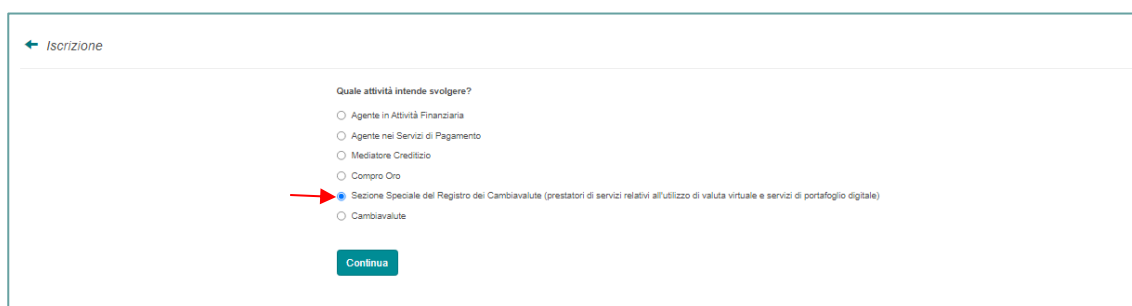 Iscrizione
Quale attività intende svolgere?
Agente in Attività Finanziaria
Agente nei Servizi di Pagamento
Mediatore Creditizio
Compro Oro
Sezione Speciale del Registro dei Cambiavalute (prestatori di servizi relativi all'utilizzo di valuta virtuale e servizi di portafoglio digitale)
Cambiavalute
Continua